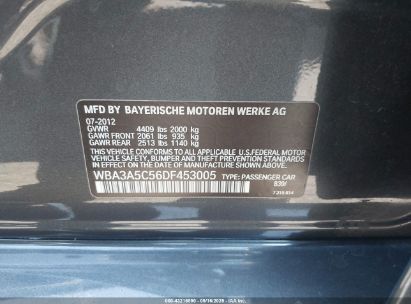 MFD BY BAYERISCHE MOTOREN WERKE AG
07-2012
GVWR 4409 lbs 2000 kg
GAWR FRONT 2061 lbs 935 kg
GAWR REAR 2513 lbs 1140 kg
THIS VEHICLE CONFORMS TO ALL APPLICABLE U.S. FEDERAL MOTOR
VEHICLE SAFETY, BUMPER, AND THEFT PREVENTION STANDARDS
IN EFFECT ON THE DATE OF MANUFACTURE SHOWN ABOVE.
WBA3A5C56DF453005 TYPE: PASSENGER CAR